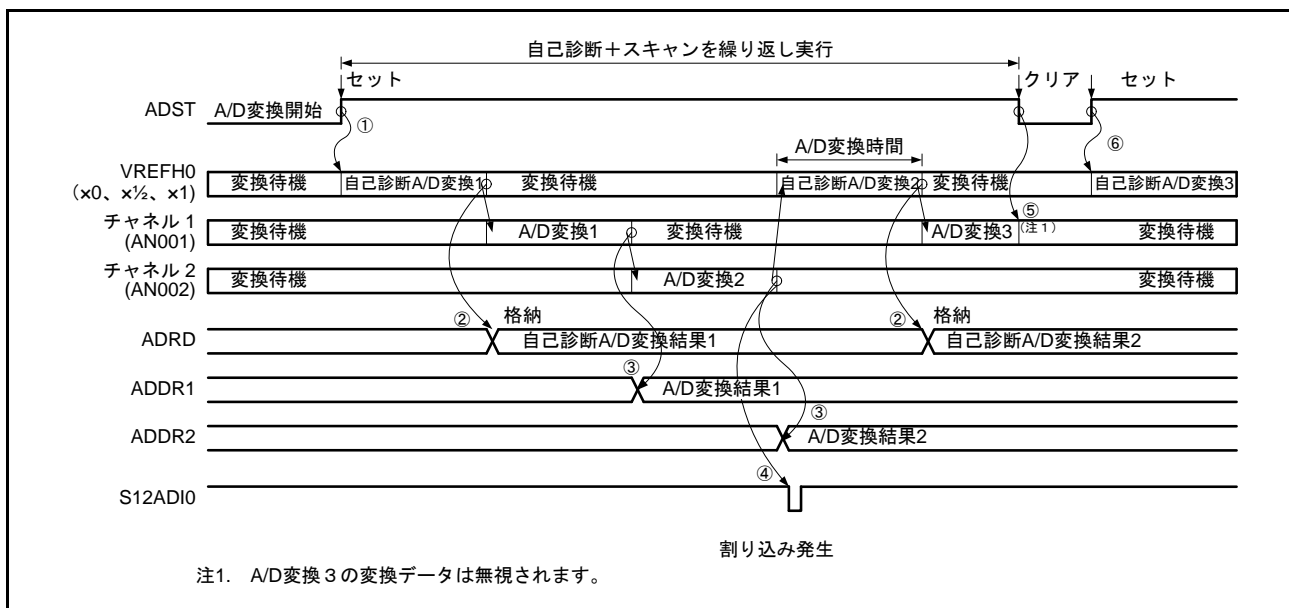 自己診断+スキャンを繰り返し実行
セット
クリア
セット
ADST
A/D変換開始
①
A/D変換時間
⑥
VREFH0
(×0、×½、×1)
変換待機
自己診断A/D変換1
変換待機
自己診断A/D変換2
変換待機
自己診断A/D変換3
チャネル1
(AN001)
変換待機
A/D変換1
変換待機
A/D変換3
⑤
(注1)
変換待機
チャネル2
(AN002)
変換待機
A/D変換2
変換待機
ADRD
②
格納
自己診断A/D変換結果1
②
格納
自己診断A/D変換結果2
ADDR1
③
A/D変換結果1
ADDR2
③
A/D変換結果2
S12ADI0
④
割り込み発生
注1. A/D変換3の変換データは無視されます。